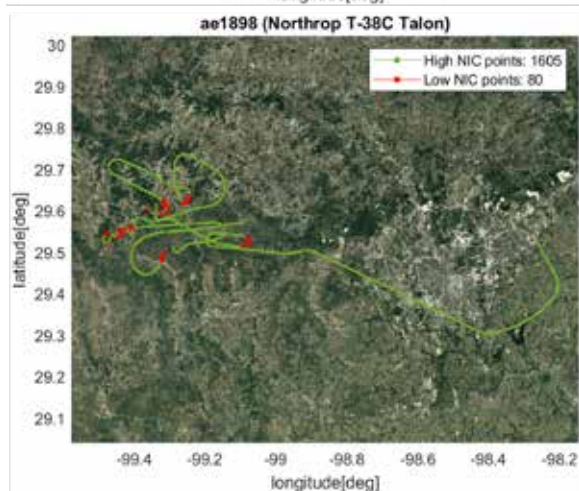 ae1898 (Northrop T-38C Talon)
High NIC points: 1605
Low NIC points: 80
30
29.9
29.8
29.7
29.6
29.5
29.4
29.3
29.2
29.1
latitude[deg]
-99.4 -99.2 -99 -98.8 -98.6 -98.4 -98.2
longitude[deg]